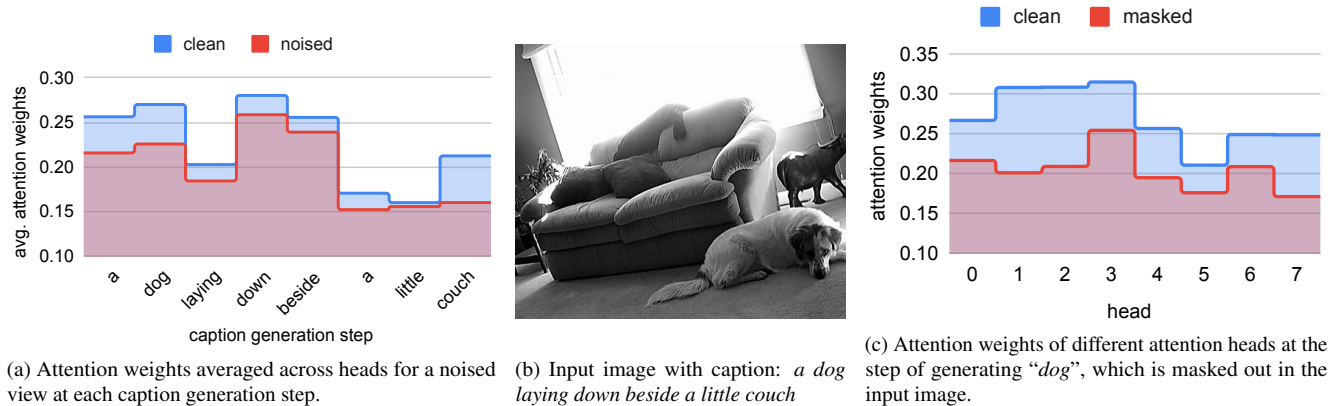 clean noised
avg. attention weights
0.30
0.25
0.20
0.15
0.10
a dog laying down beside a little couch
caption generation step
(a) Attention weights averaged across heads for a noised
view at each caption generation step.
(b) Input image with caption: a dog
laying down beside a little couch
clean masked
attention weights
0.35
0.30
0.25
0.20
0.15
0.10
0 1 2 3 4 5 6 7
head
(c) Attention weights of different attention heads at the
step of generating “dog”, which is masked out in the
input image.